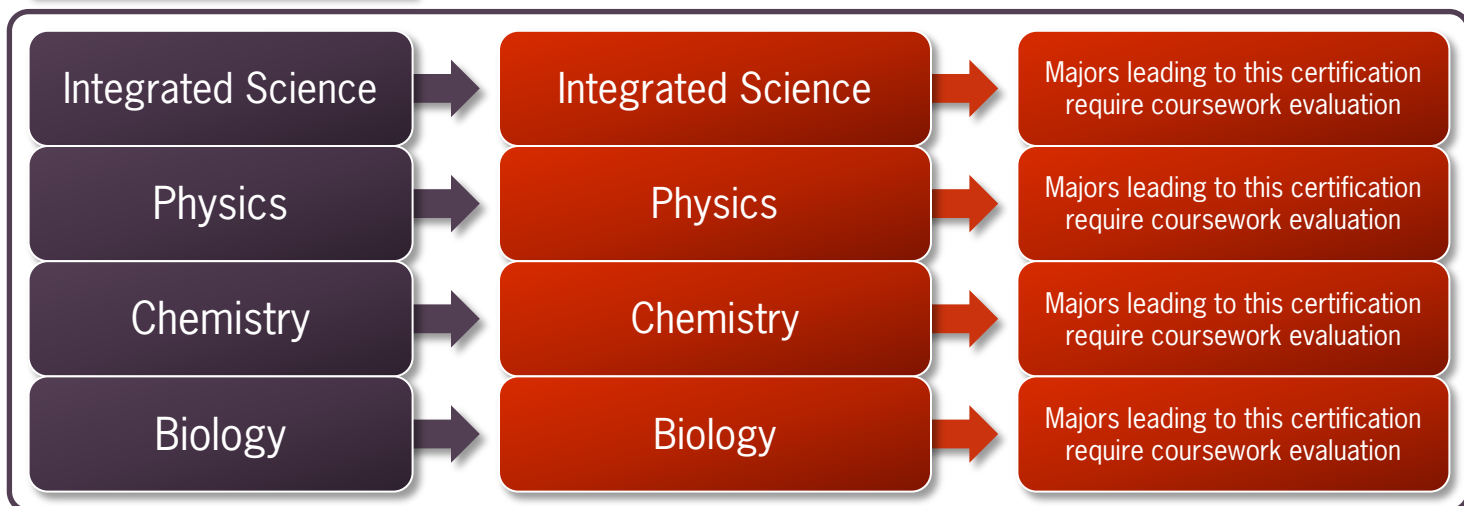 Integrated Science
Integrated Science
Majors leading to this certification
require coursework evaluation
Physics
Physics
Majors leading to this certification
require coursework evaluation
Chemistry
Chemistry
Majors leading to this certification
require coursework evaluation
Biology
Biology
Majors leading to this certification
require coursework evaluation